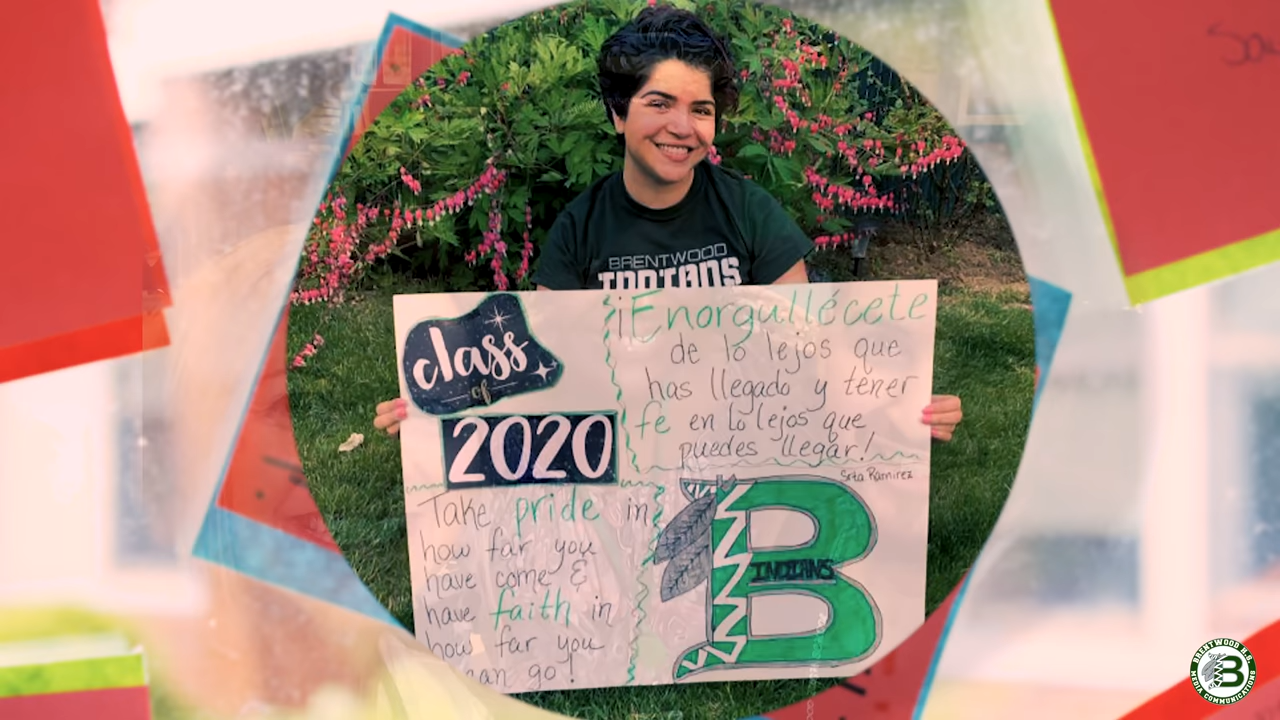 BRENTWOOD
INDIANS
class
of
2020
¡Enorgullécete
de lo lejos que
has llegado y tener
fe en lo lejos que
puedes llegar!
Srta Ramirez
Take pride in
how far you
have come &
have faith in
how far you
can go!
B
INDIANS
BRENTWOOD H.S.
B
MEDIA COMMUNICATIONS